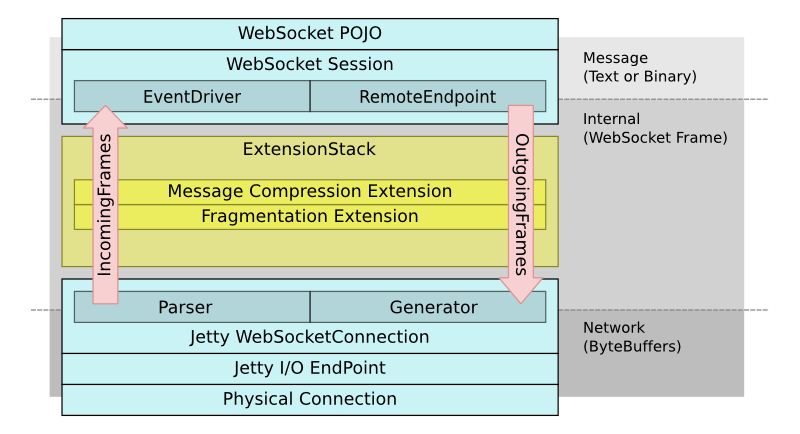 WebSocket POJO
WebSocket Session
EventDriver
RemoteEndpoint
Message
(Text or Binary)
Internal
(WebSocket Frame)
ExtensionStack
Message Compression Extension
Fragmentation Extension
IncomingFrames
OutgoingFrames
Parser
Generator
Jetty WebSocketConnection
Jetty I/O EndPoint
Physical Connection
Network
(ByteBuffers)